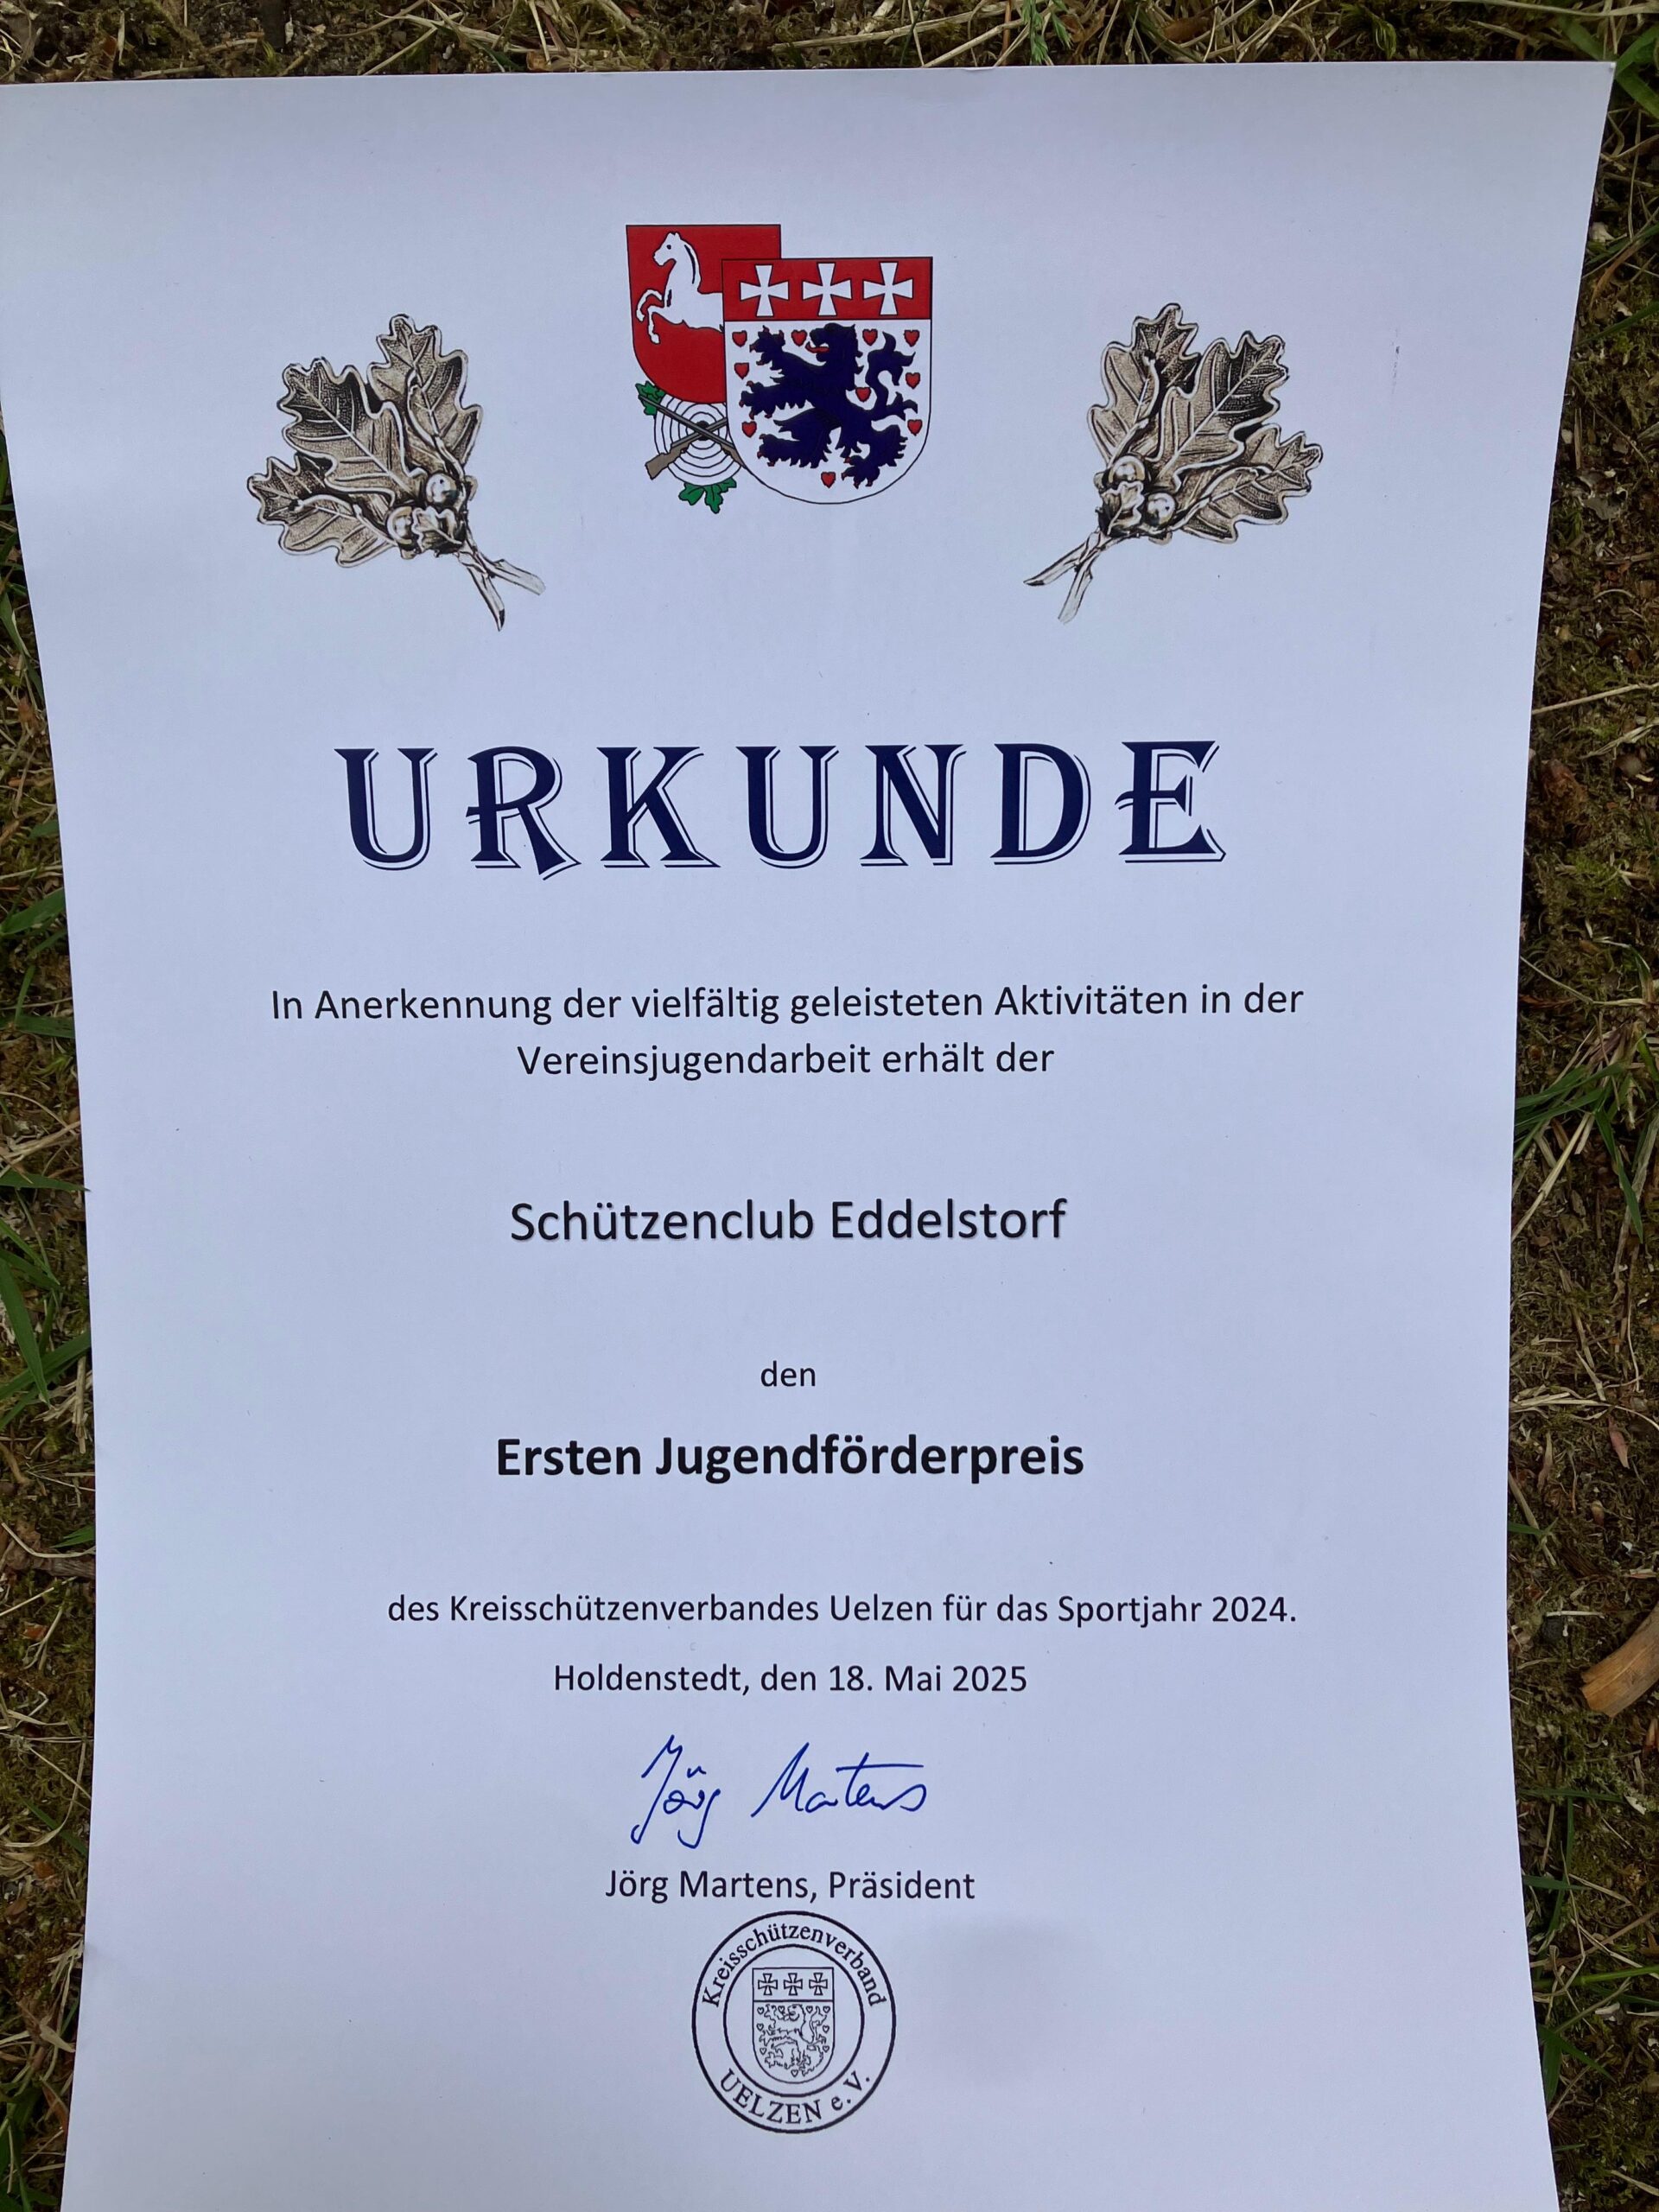 URKUNDE
In Anerkennung der vielfältig geleisteten Aktivitäten in der
Vereinsjugendarbeit erhält der
Schützenclub Eddelstorf
den
Ersten Jugendförderpreis
des Kreisschützenverbandes Uelzen für das Sportjahr 2024.
Holdenstedt, den 18. Mai 2025
Jörg Martens
Jörg Martens, Präsident
Kreisschützenverband
UELZEN e.V.